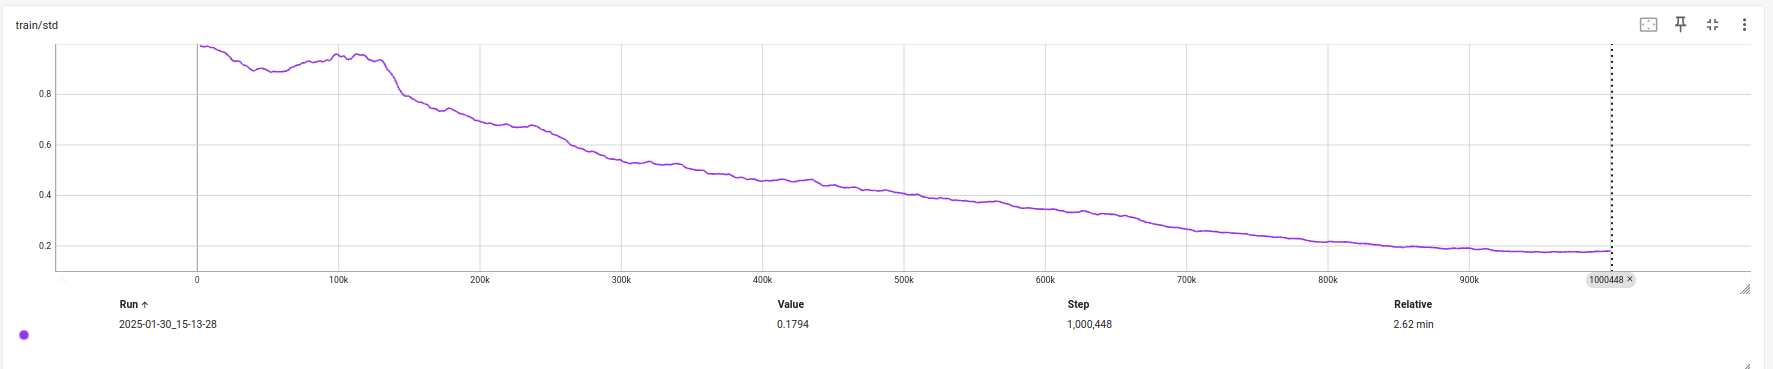 train/std
0.8
0.6
0.4
0.2
0 100k 200k 300k 400k 500k 600k 700k 800k 900k 1000448 ×
Run ↑ Value Step Relative
2025-01-30_15-13-28 0.1794 1,000,448 2.62 min